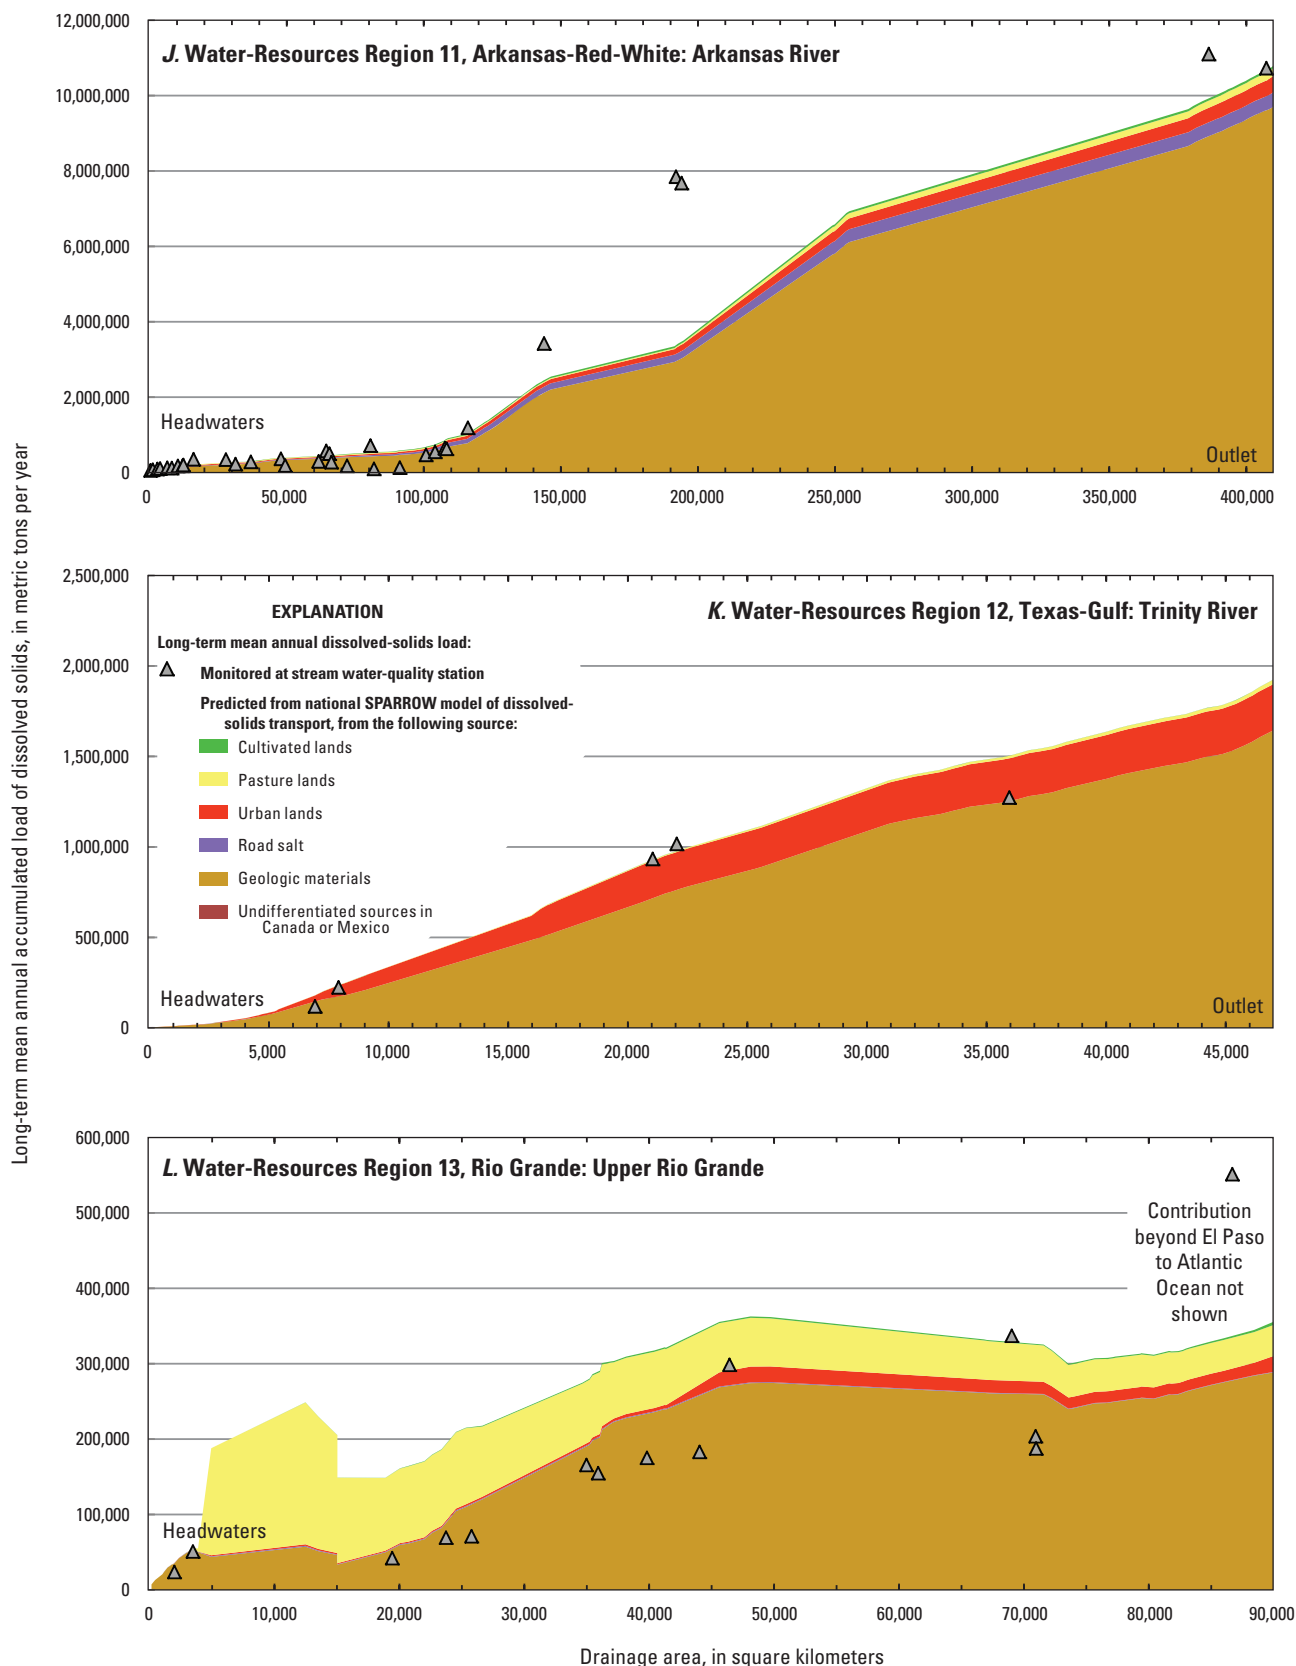 Long-term mean annual accumulated load of dissolved solids, in metric tons per year
12,000,000
10,000,000
8,000,000
6,000,000
4,000,000
2,000,000
0
J. Water-Resources Region 11, Arkansas-Red-White: Arkansas River
Headwaters
Outlet
0 50,000 100,000 150,000 200,000 250,000 300,000 350,000 400,000
2,500,000
2,000,000
1,500,000
1,000,000
500,000
0
K. Water-Resources Region 12, Texas-Gulf: Trinity River
EXPLANATION
Long-term mean annual dissolved-solids load:
Monitored at stream water-quality station
Predicted from national SPARROW model of dissolved-
solids transport, from the following source:
Cultivated lands
Pasture lands
Urban lands
Road salt
Geologic materials
Undifferentiated sources in
Canada or Mexico
Headwaters
Outlet
0 5,000 10,000 15,000 20,000 25,000 30,000 35,000 40,000 45,000
600,000
500,000
400,000
300,000
200,000
100,000
0
L. Water-Resources Region 13, Rio Grande: Upper Rio Grande
Contribution
beyond El Paso
to Atlantic
Ocean not
shown
Headwaters
0 10,000 20,000 30,000 40,000 50,000 60,000 70,000 80,000 90,000
Drainage area, in square kilometers